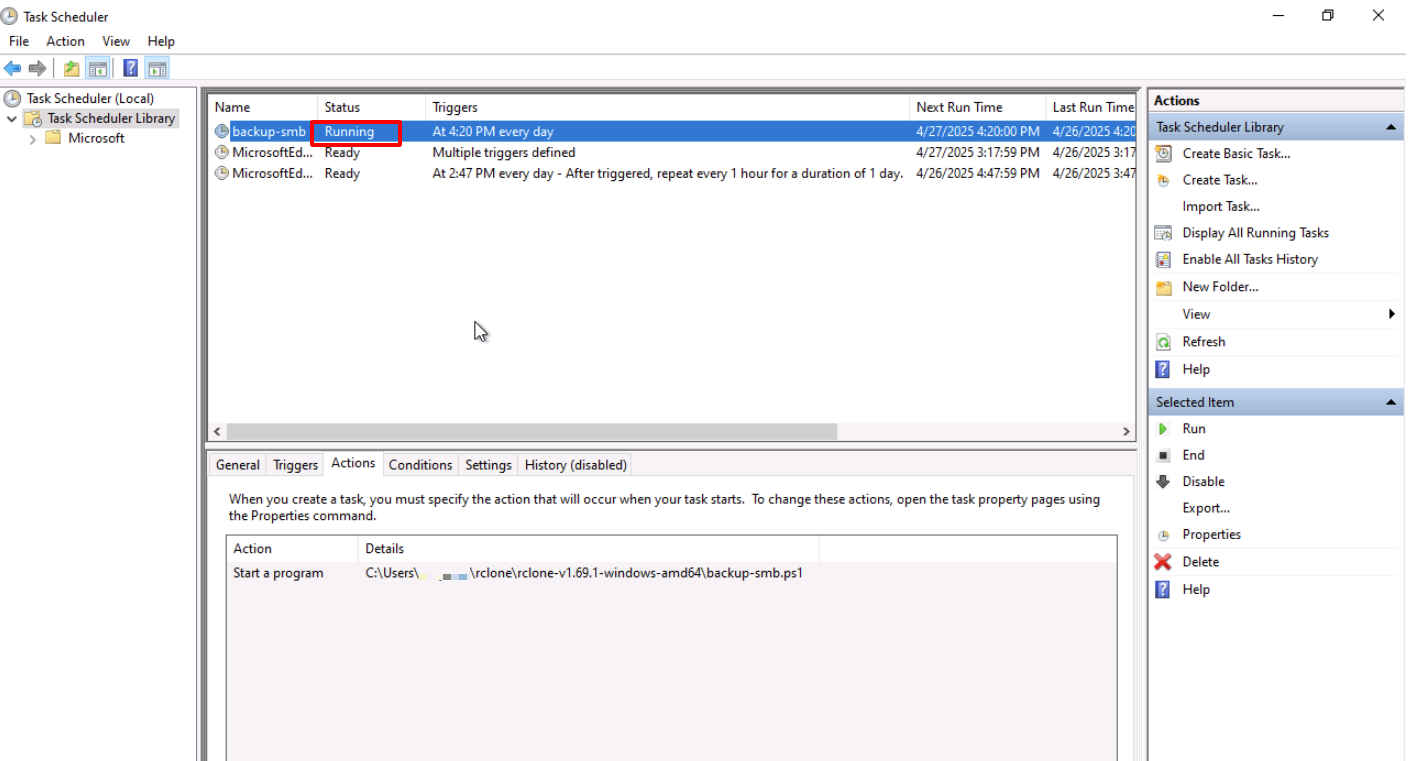 Task Scheduler
File Action View Help
Task Scheduler (Local)
Task Scheduler Library
Microsoft
Name Status Triggers Next Run Time Last Run Time
backup-smb Running At 4:20 PM every day 4/27/2025 4:20:00 PM 4/26/2025 4:20
MicrosoftEd... Ready Multiple triggers defined 4/27/2025 3:17:59 PM 4/26/2025 3:17
MicrosoftEd... Ready At 2:47 PM every day - After triggered, repeat every 1 hour for a duration of 1 day. 4/26/2025 4:47:59 PM 4/26/2025 3:47
General Triggers Actions Conditions Settings History (disabled)
When you create a task, you must specify the action that will occur when your task starts. To change these actions, open the task property pages using
the Properties command.
Action Details
Start a program C:\Users\ \rclone\rclone-v1.69.1-windows-amd64\backup-smb.ps1
Actions
Task Scheduler Library
Create Basic Task...
Create Task...
Import Task...
Display All Running Tasks
Enable All Tasks History
New Folder...
View
Refresh
Help
Selected Item
Run
End
Disable
Export...
Properties
Delete
Help